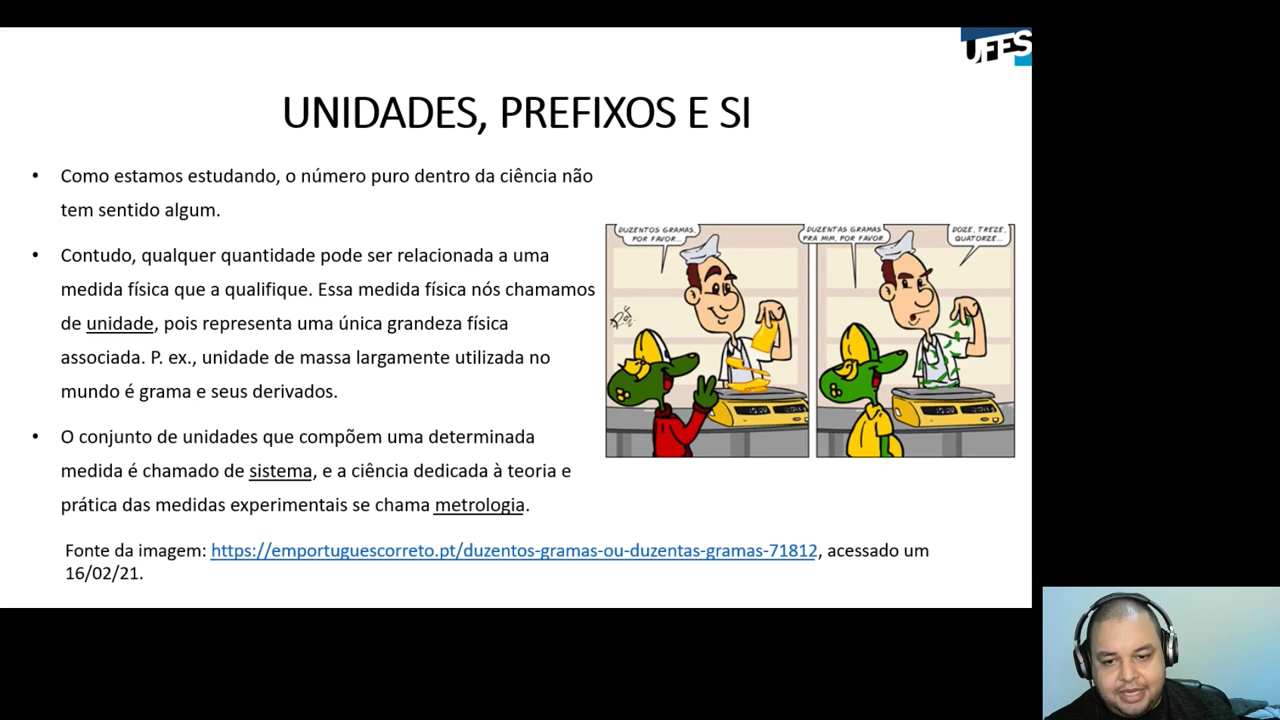 UFES
UNIDADES, PREFIXOS E SI
• Como estamos estudando, o número puro dentro da ciência não
tem sentido algum.
• Contudo, qualquer quantidade pode ser relacionada a uma
medida física que a qualifique. Essa medida física nós chamamos
de unidade, pois representa uma única grandeza física
associada. P. ex., unidade de massa largamente utilizada no
mundo é grama e seus derivados.
• O conjunto de unidades que compõem uma determinada
medida é chamado de sistema, e a ciência dedicada à teoria e
prática das medidas experimentais se chama metrologia.
DUZENTOS GRAMAS,
POR FAVOR...
DUZENTAS GRAMAS
PRA MIM, POR FAVOR.
DOZE, TREZE,
QUATORZE...
Fonte da imagem: https://emportuguescorreto.pt/duzentos-gramas-ou-duzentas-gramas-71812, acessado um
16/02/21.